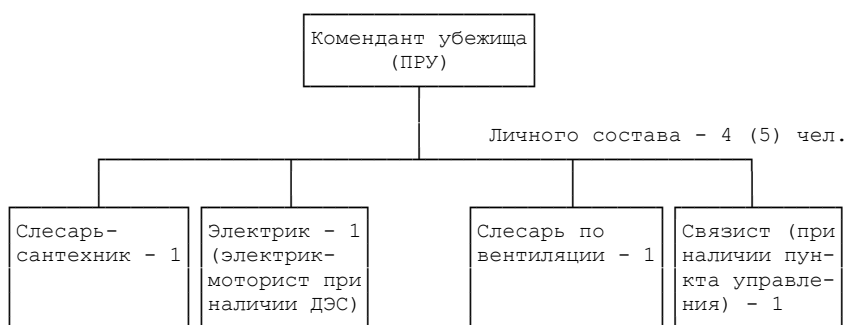 Комендант убежища
(ПРУ)
Личного состава - 4 (5) чел.
Слесарь-
сантехник - 1
Электрик - 1
(электрик-
моторист при
наличии ДЭС)
Слесарь по
вентиляции - 1
Связист (при
наличии пун-
кта управле-
ния) - 1